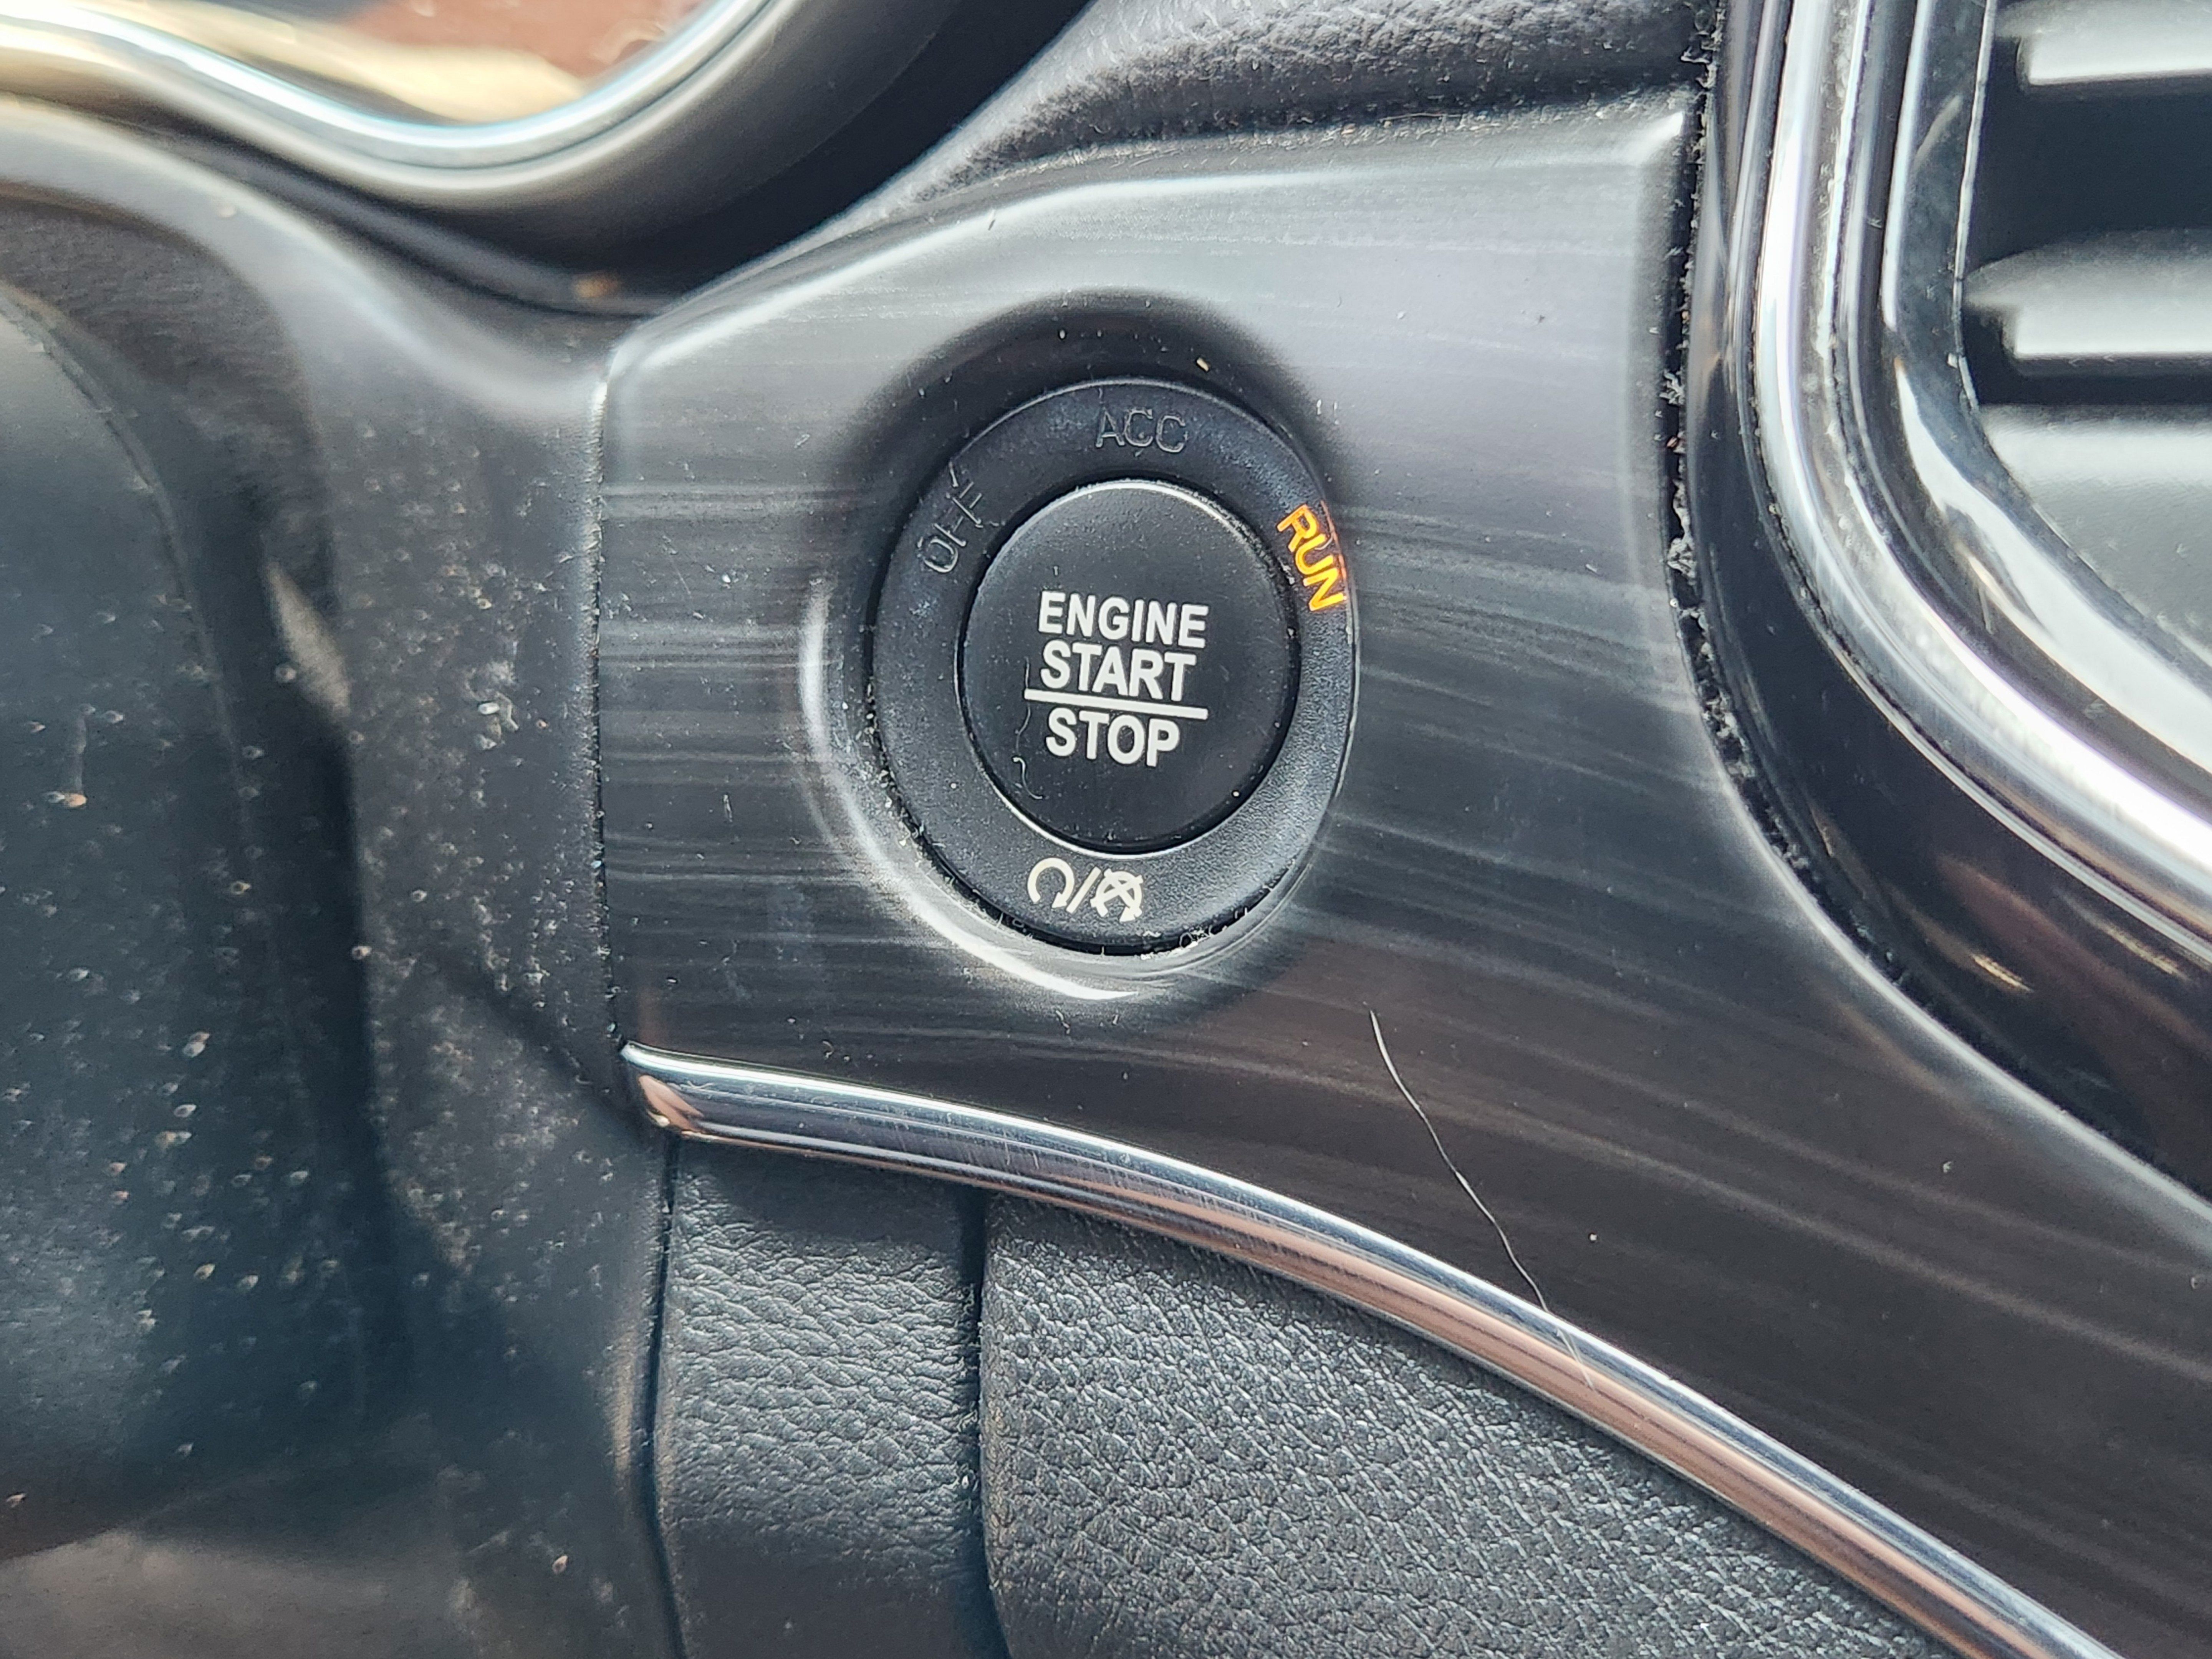 ACC
OFF
RUN
ENGINE
START
STOP